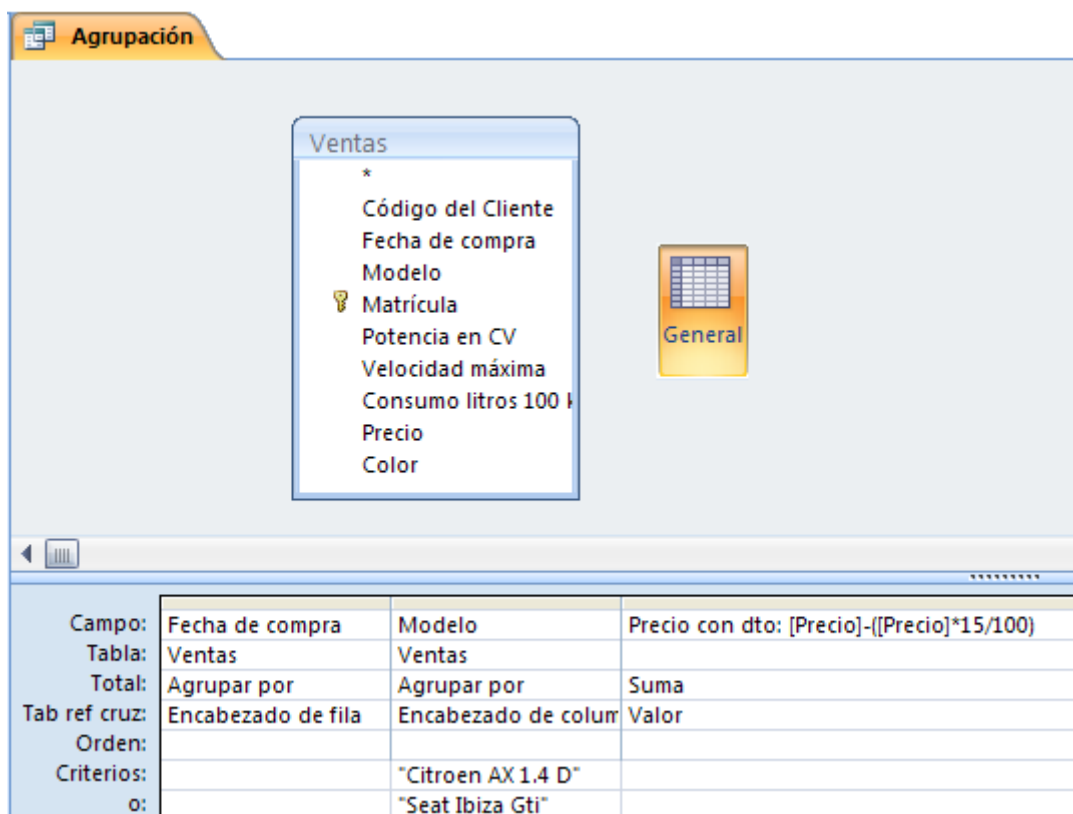 Agrupación
Ventas
*
Código del Cliente
Fecha de compra
Modelo
Matrícula
Potencia en CV
Velocidad máxima
Consumo litros 100 k
Precio
Color
General
Campo: Fecha de compra Modelo Precio con dto: [Precio]-([Precio]*15/100)
Tabla: Ventas Ventas
Total: Agrupar por Agrupar por Suma
Tab ref cruz: Encabezado de fila Encabezado de colum Valor
Orden:
Criterios: "Citroen AX 1.4 D"
o: "Seat Ibiza Gti"